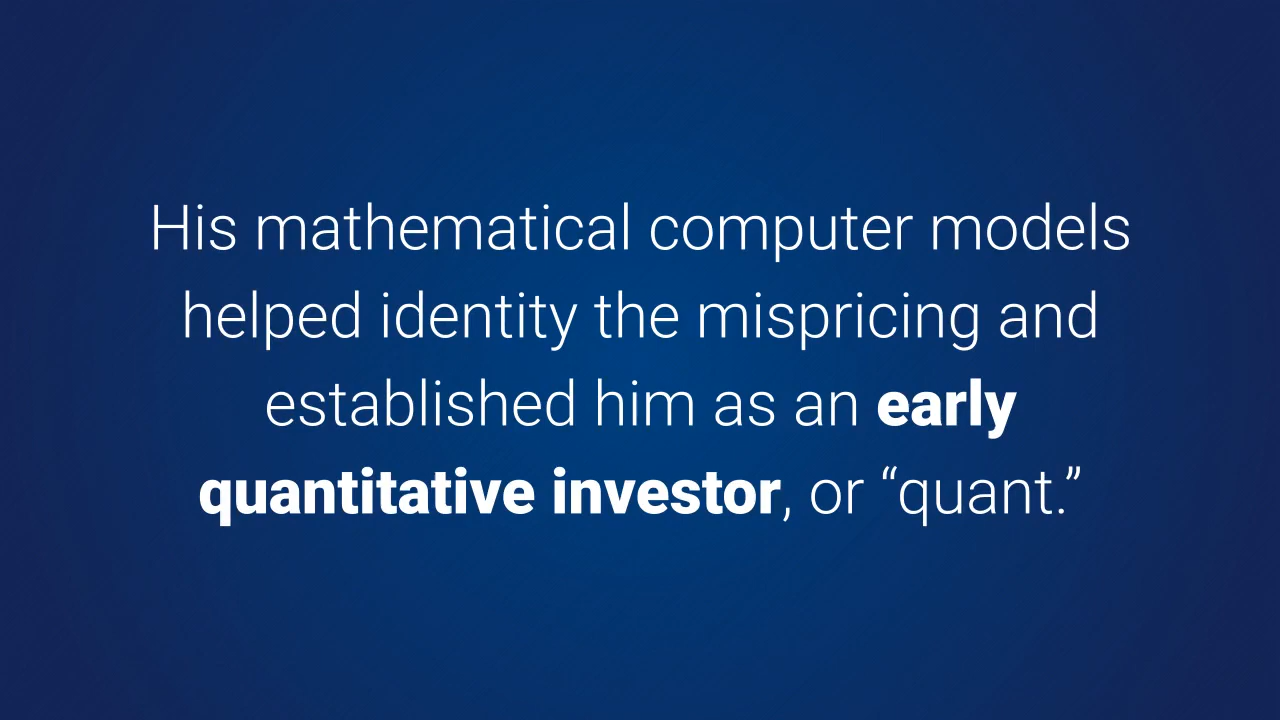 His mathematical computer models
helped identity the mispricing and
established him as an early
quantitative investor, or “quant.”